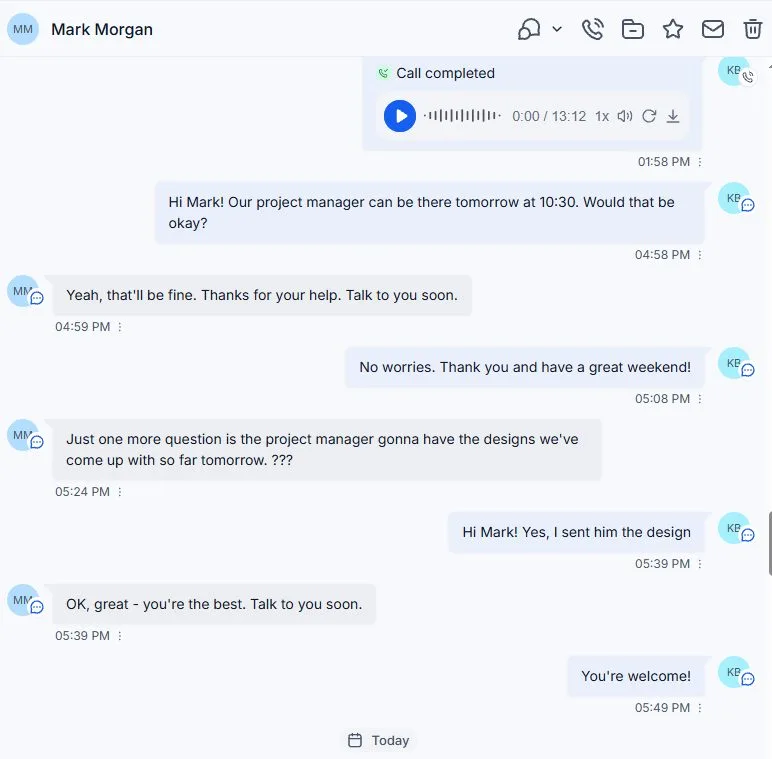 MM Mark Morgan
Call completed
KB
0:00 / 13:12 1x
01:58 PM
Hi Mark! Our project manager can be there tomorrow at 10:30. Would that be
okay?
KB
04:58 PM
MM
Yeah, that'll be fine. Thanks for your help. Talk to you soon.
04:59 PM
No worries. Thank you and have a great weekend!
KB
05:08 PM
MM
Just one more question is the project manager gonna have the designs we've
come up with so far tomorrow. ???
05:24 PM
Hi Mark! Yes, I sent him the design
KB
05:39 PM
MM
OK, great - you're the best. Talk to you soon.
05:39 PM
You're welcome!
KB
05:49 PM
Today